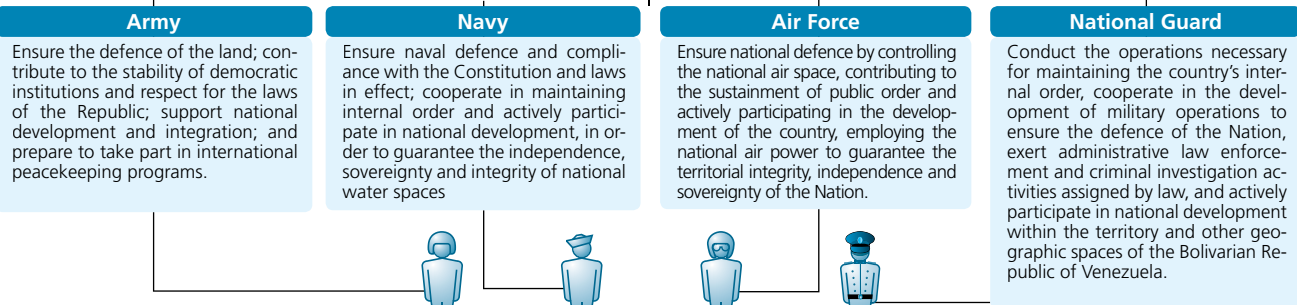 Army
Ensure the defence of the land; con-
tribute to the stability of democratic
institutions and respect for the laws
of the Republic; support national
development and integration; and
prepare to take part in international
peacekeeping programs.
Navy
Ensure naval defence and compli-
ance with the Constitution and laws
in effect; cooperate in maintaining
internal order and actively partici-
pate in national development, in or-
der to guarantee the independence,
sovereignty and integrity of national
water spaces
Air Force
Ensure national defence by controlling
the national air space, contributing to
the sustainment of public order and
actively participating in the develop-
ment of the country, employing the
national air power to guarantee the
territorial integrity, independence and
sovereignty of the Nation.
National Guard
Conduct the operations necessary
for maintaining the country's inter-
nal order, cooperate in the devel-
opment of military operations to
ensure the defence of the Nation,
exert administrative law enforce-
ment and criminal investigation ac-
tivities assigned by law, and actively
participate in national development
within the territory and other geo-
graphic spaces of the Bolivarian Re-
public of Venezuela.